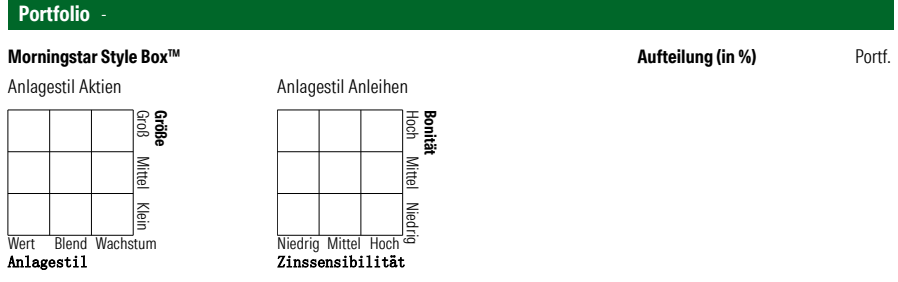 Portfolio -
Morningstar Style Box™
Aufteilung (in %) Portf.
Anlagestil Aktien
Größe
Groß Mittel Klein
Wert Blend Wachstum
Anlagestil
Anlagestil Anleihen
Bonität
Hoch Mittel Niedrig
Niedrig Mittel Hoch
Zinssensibilität